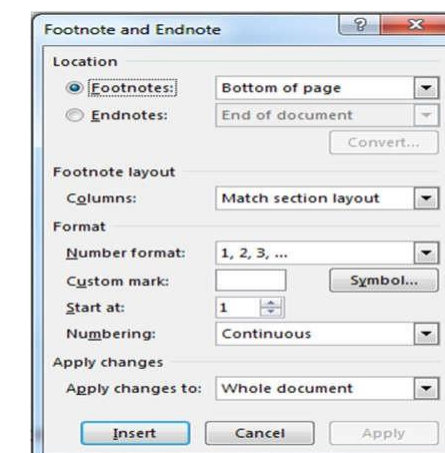 Footnote and Endnote
Location
Footnotes: Bottom of page
Endnotes: End of document
Convert...
Footnote layout
Columns: Match section layout
Format
Number format: 1, 2, 3, ...
Custom mark: Symbol...
Start at: 1
Numbering: Continuous
Apply changes
Apply changes to: Whole document
Insert Cancel Apply